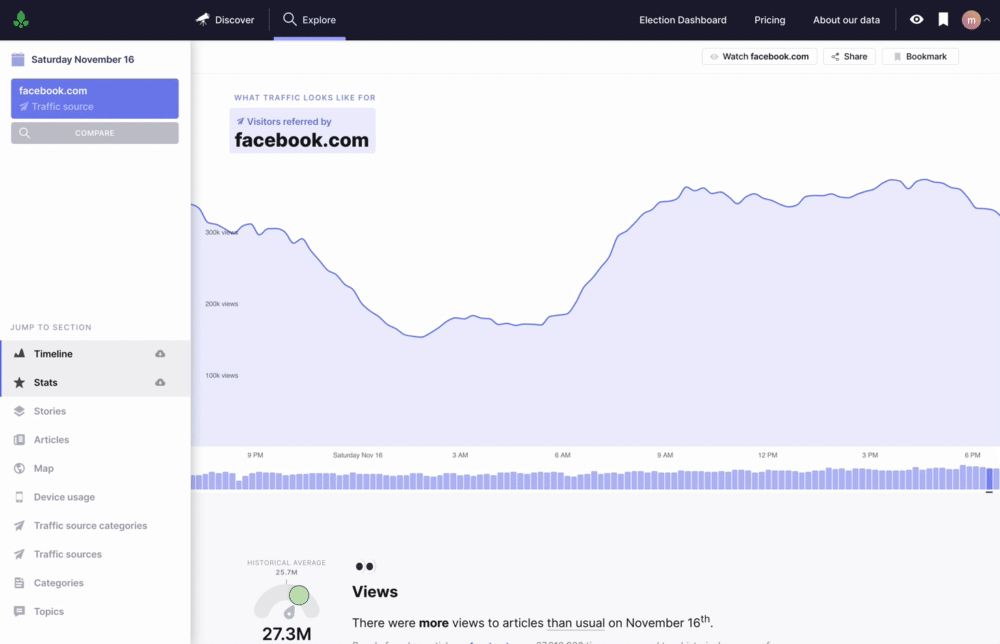 Discover
Explore
Election Dashboard
Pricing
About our data
m
Saturday November 16
facebook.com
Traffic source
COMPARE
Watch facebook.com
Share
Bookmark
WHAT TRAFFIC LOOKS LIKE FOR
Visitors referred by
facebook.com
300k views
200k views
100k views
9 PM
Saturday Nov 16
3 AM
6 AM
9 AM
12 PM
3 PM
6 PM
JUMP TO SECTION
Timeline
Stats
Stories
Articles
Map
Device usage
Traffic source categories
Traffic sources
Categories
Topics
HISTORICAL AVERAGE
25.7M
27.3M
Views
There were more views to articles than usual on November 16th.